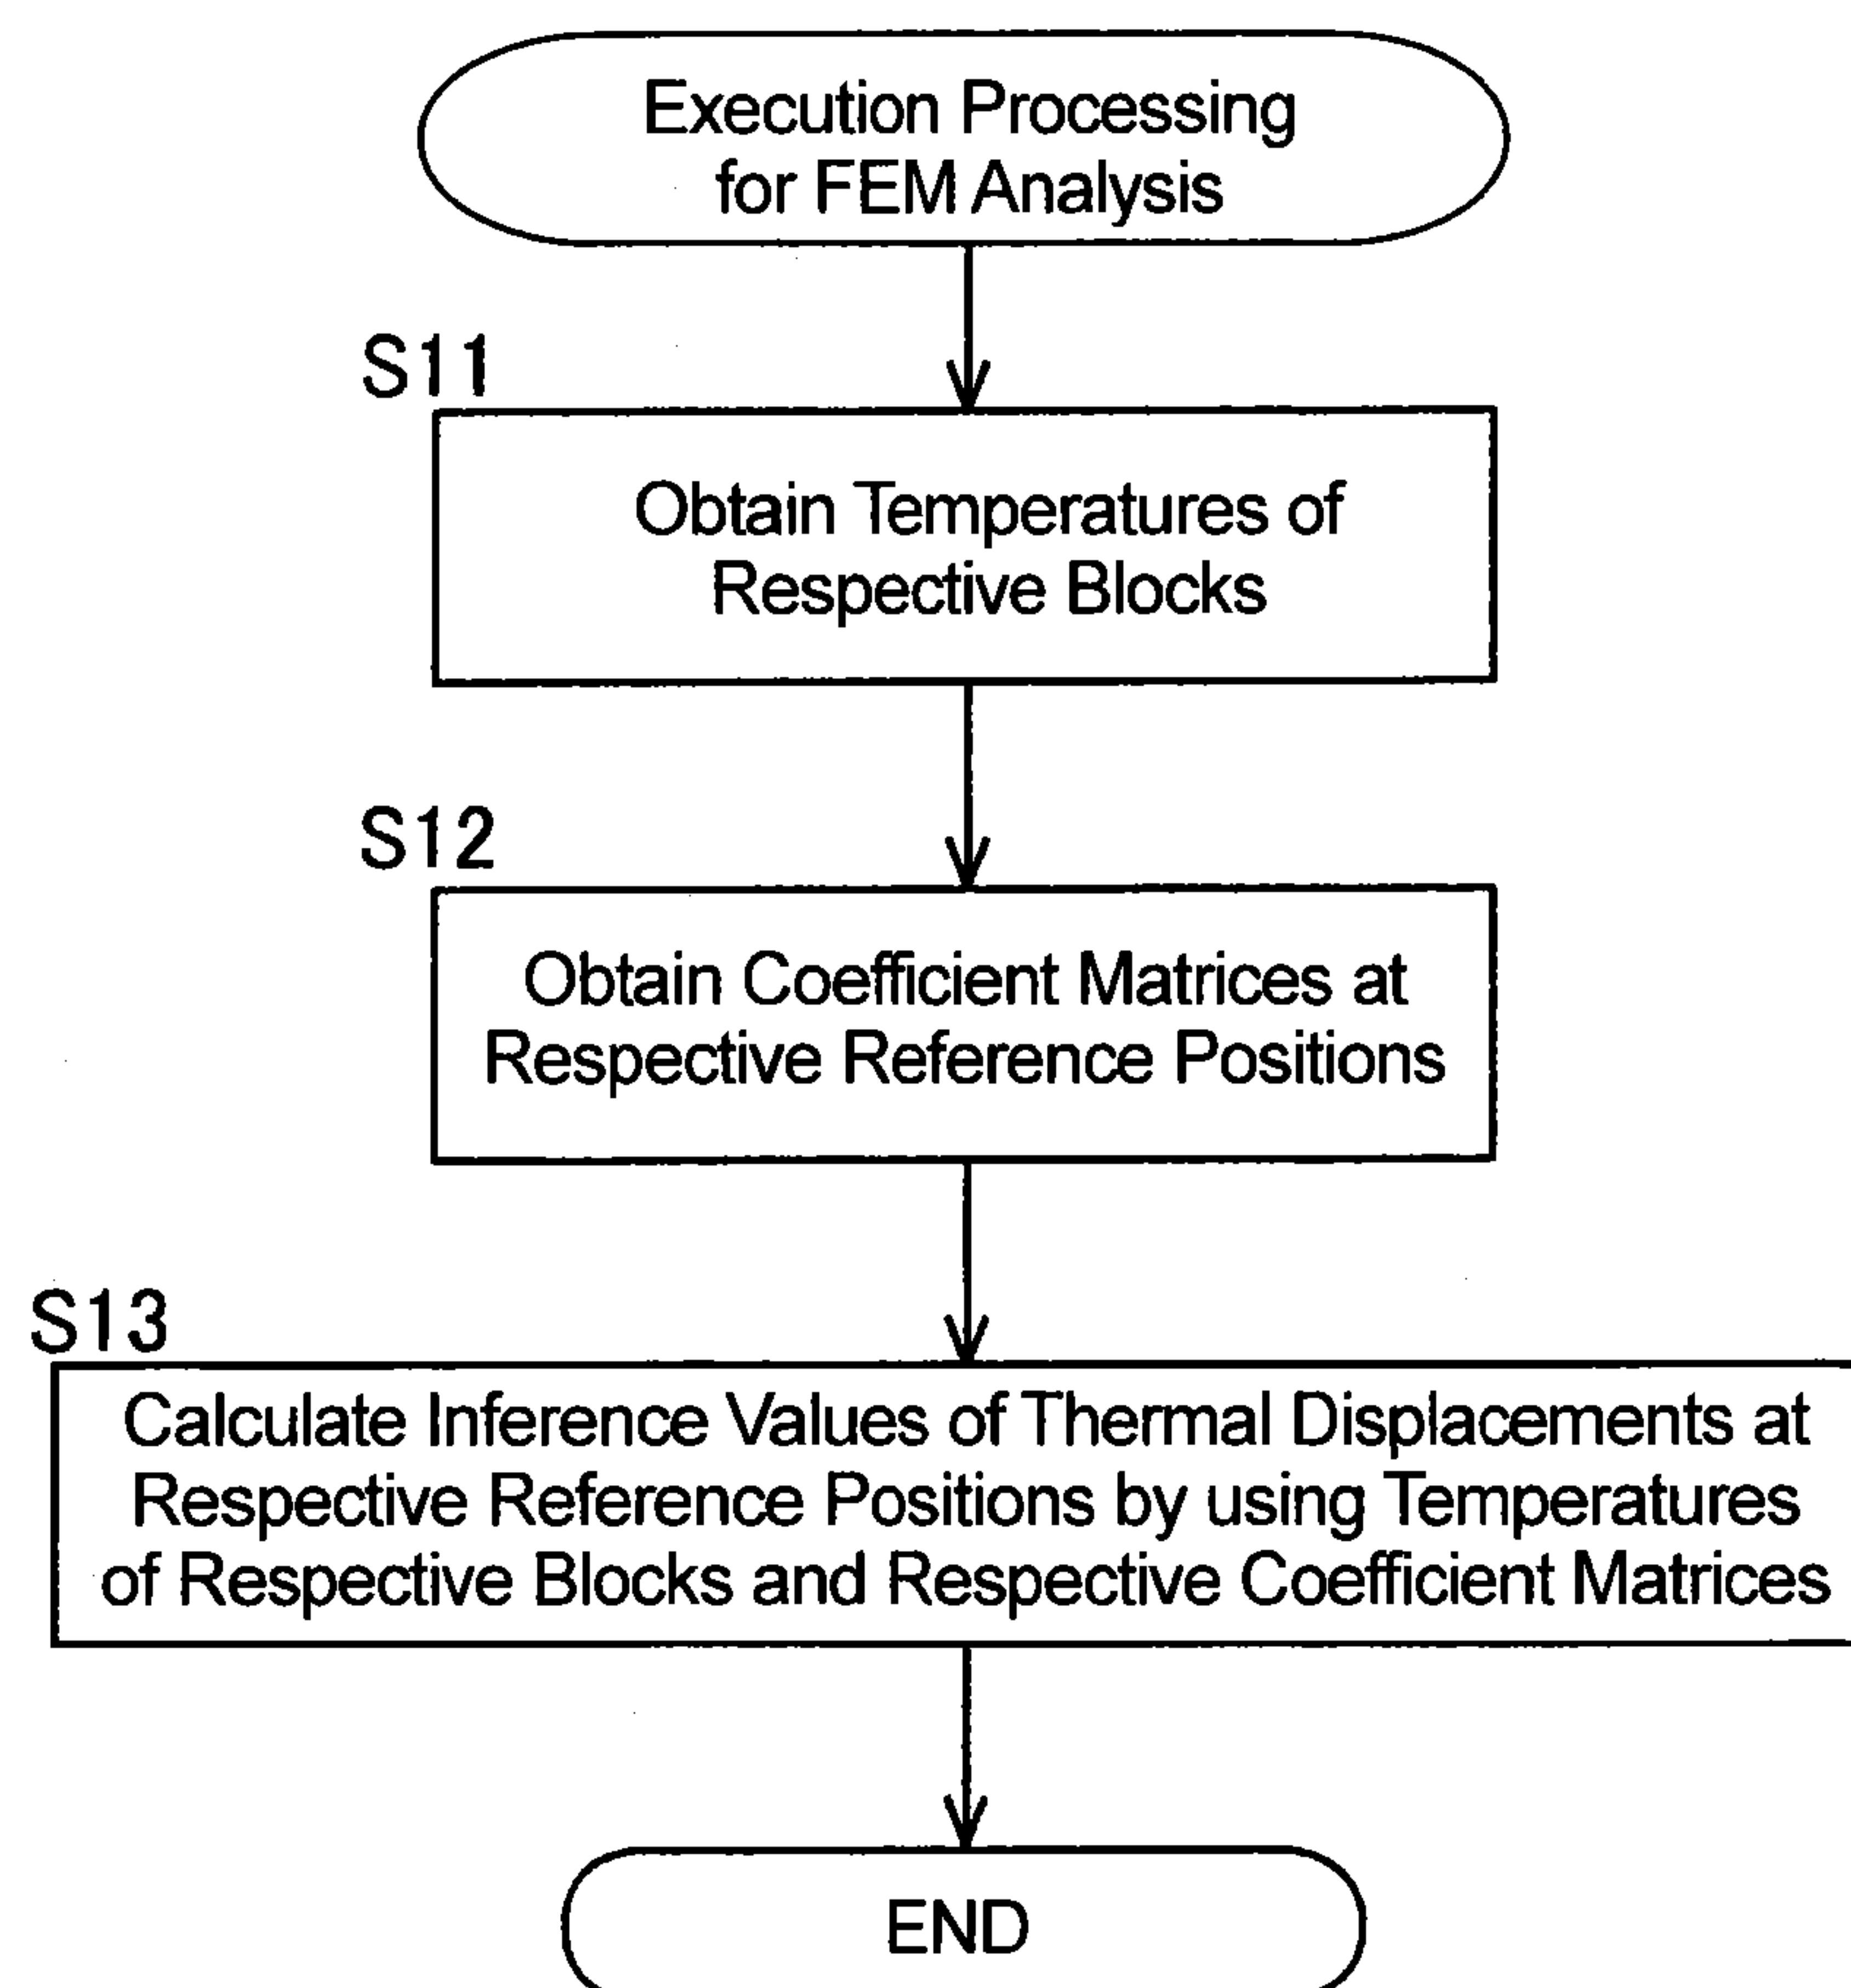 Execution Processing
for FEM Analysis
S11
Obtain Temperatures of
Respective Blocks
S12
Obtain Coefficient Matrices at
Respective Reference Positions
S13
Calculate Inference Values of Thermal Displacements at
Respective Reference Positions by using Temperatures
of Respective Blocks and Respective Coefficient Matrices
END